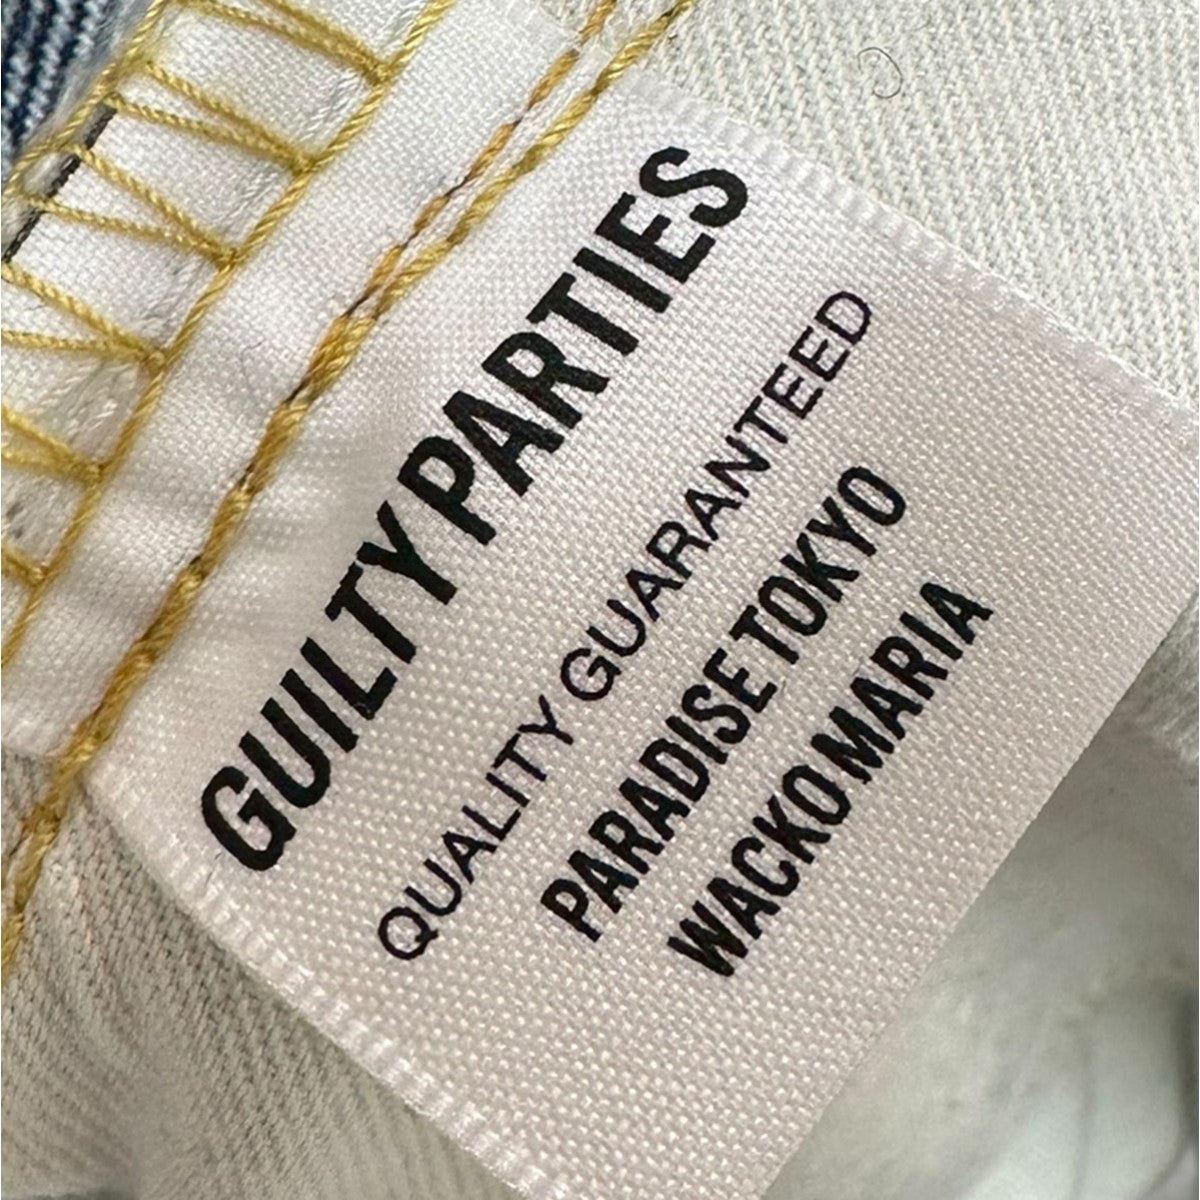 GUILTY PARTIES
QUALITY GUARANTEED
PARADISE TOKYO
WACKO MARIA